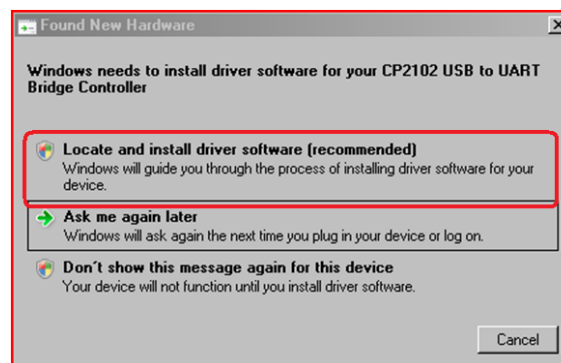 Found New Hardware
Windows needs to install driver software for your CP2102 USB to UART
Bridge Controller
Locate and install driver software (recommended)
Windows will guide you through the process of installing driver software for your
device.
Ask me again later
Windows will ask again the next time you plug in your device or log on.
Don't show this message again for this device
Your device will not function until you install driver software.
Cancel